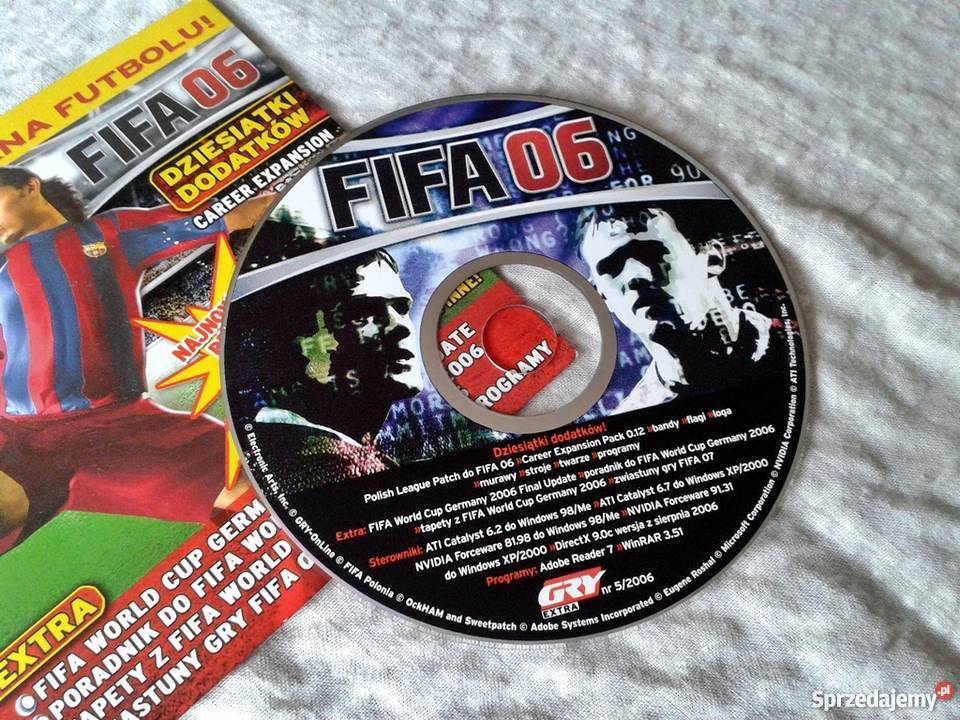 NA FUTBOLU!
FIFA 06
DZIESIĄTKI
DODATKÓW
CAREER EXPANSION
EXTRA
FIFA WORLD CUP GERM
PORADNIK DO FIFA WO
TAPETY Z FIFA WORLD
ASTUNY GRY FIFA 0
FIFA 06
FOR 90
INNE!
ATE
006
PROGRAMY
Dziesiątki dodatków!
Polish League Patch do FIFA 06 »Career Expansion Pack 0.12 »bandy »flagi »loga
»murawy »stroje »twarze »programy
Extra: FIFA World Cup Germany 2006 Final Update »poradnik do FIFA World Cup Germany 2006
»tapety z FIFA World Cup Germany 2006 »zwiastuny gry FIFA 07
Sterowniki: ATI Catalyst 6.2 do Windows 98/Me »ATI Catalyst 6.7 do Windows XP/2000
NVIDIA Forceware 81.98 do Windows 98/Me »NVIDIA Forceware 91.31
do Windows XP/2000 »DirectX 9.0c wersja z sierpnia 2006
Programy: Adobe Reader 7 »WinRAR 3.51
GRY
EXTRA
nr 5/2006
© Electronic Arts, Inc. © GRY-OnLine © FIFA Polonia © OckHAM and Sweetpatch © Adobe Systems Incorporated © Eugene Roshal © Microsoft Corporation © NVIDIA Corporation © ATI Technologies, Inc.
Sprzedajemy.pl